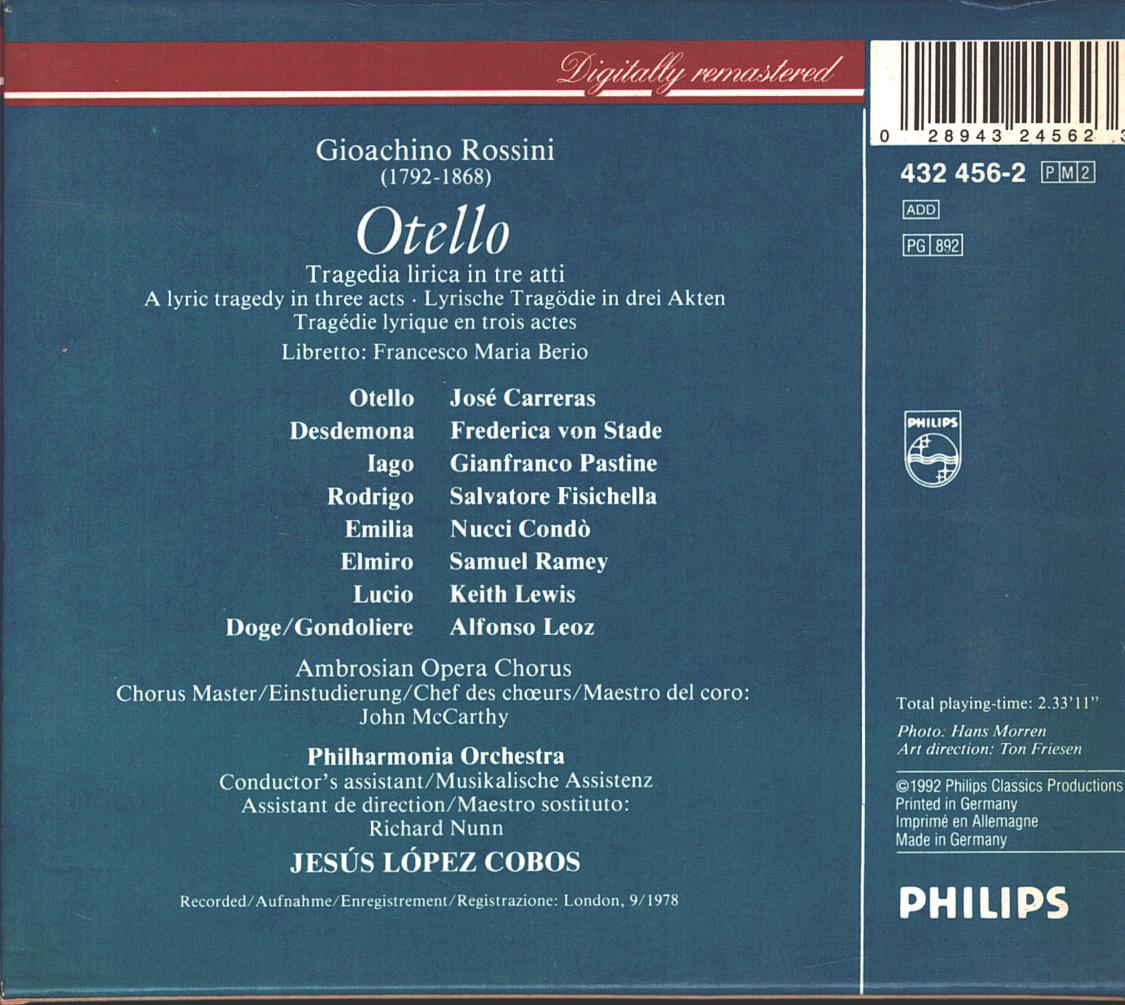 Digitally remastered
Gioachino Rossini
(1792-1868)
Otello
Tragedia lirica in tre atti
A lyric tragedy in three acts · Lyrische Tragödie in drei Akten
Tragédie lyrique en trois actes
Libretto: Francesco Maria Berio
Otello José Carreras
Desdemona Frederica von Stade
Iago Gianfranco Pastine
Rodrigo Salvatore Fisichella
Emilia Nucci Condò
Elmiro Samuel Ramey
Lucio Keith Lewis
Doge/Gondoliere Alfonso Leoz
Ambrosian Opera Chorus
Chorus Master/Einstudierung/Chef des chœurs/Maestro del coro:
John McCarthy
Philharmonia Orchestra
Conductor's assistant/Musikalische Assistenz
Assistant de direction/Maestro sostituto:
Richard Nunn
JESÚS LÓPEZ COBOS
Recorded/Aufnahme/Enregistrement/Registrazione: London, 9/1978
0 28943 24562 3
432 456-2 PM2
ADD
PG 892
PHILIPS
Total playing-time: 2.33'11"
Photo: Hans Morren
Art direction: Ton Friesen
©1992 Philips Classics Productions
Printed in Germany
Imprimé en Allemagne
Made in Germany
PHILIPS